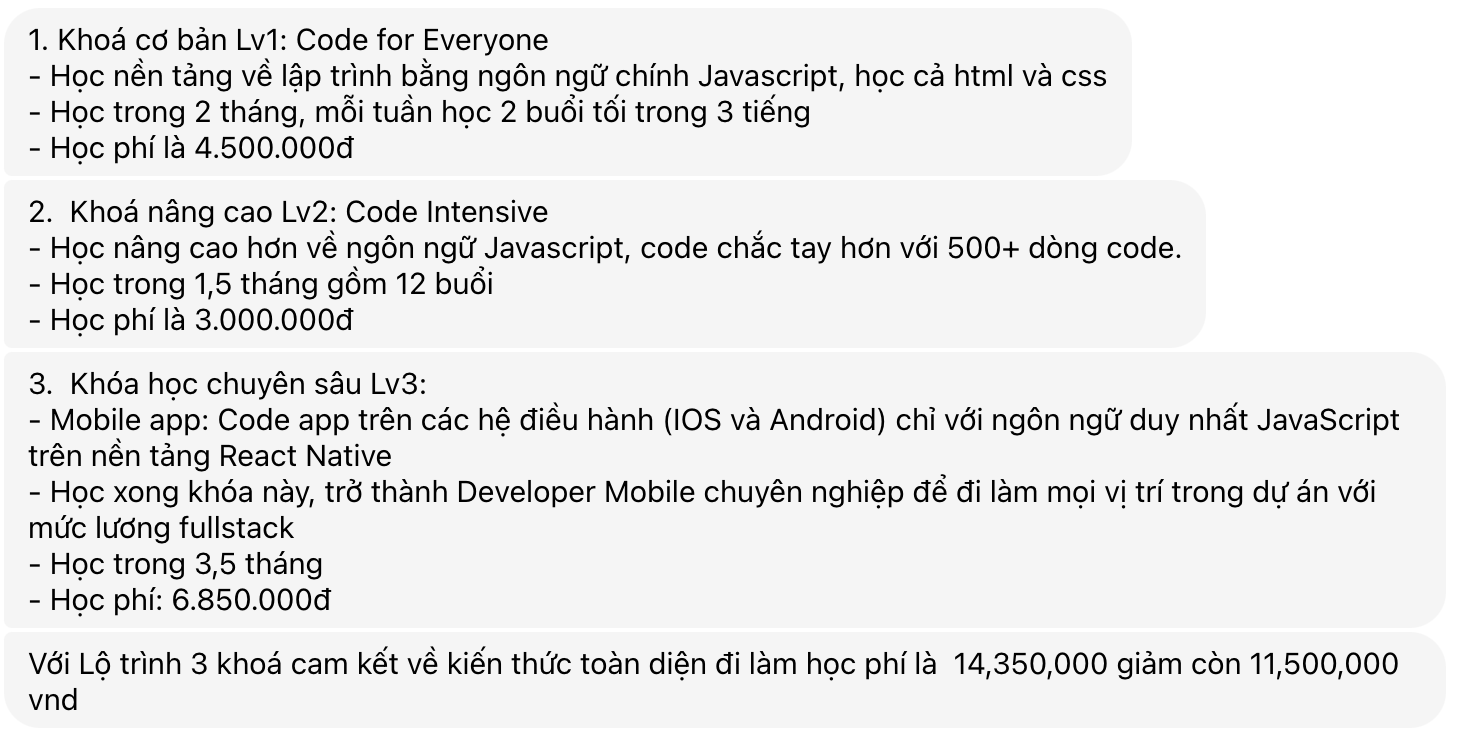 1. Khoá cơ bản Lv1: Code for Everyone
- Học nền tảng về lập trình bằng ngôn ngữ chính Javascript, học cả html và css
- Học trong 2 tháng, mỗi tuần học 2 buổi tối trong 3 tiếng
- Học phí là 4.500.000đ
2.  Khoá nâng cao Lv2: Code Intensive
- Học nâng cao hơn về ngôn ngữ Javascript, code chắc tay hơn với 500+ dòng code.
- Học trong 1,5 tháng gồm 12 buổi
- Học phí là 3.000.000đ
3.  Khóa học chuyên sâu Lv3:
- Mobile app: Code app trên các hệ điều hành (IOS và Android) chỉ với ngôn ngữ duy nhất JavaScript
trên nền tảng React Native
- Học xong khóa này, trở thành Developer Mobile chuyên nghiệp để đi làm mọi vị trí trong dự án với
mức lương fullstack
- Học trong 3,5 tháng
- Học phí: 6.850.000đ
Với Lộ trình 3 khoá cam kết về kiến thức toàn diện đi làm học phí là  14,350,000 giảm còn 11,500,000
vnd